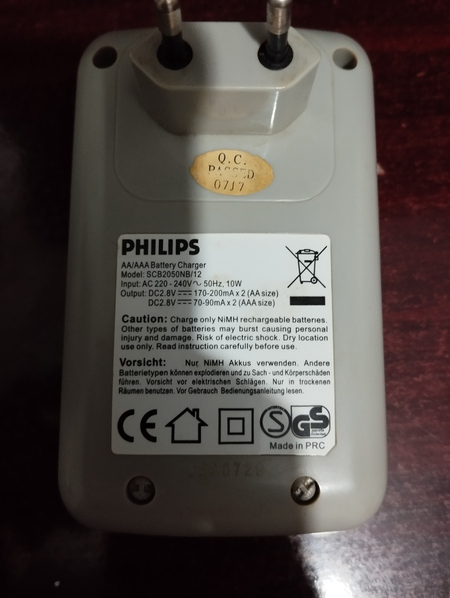 Q.C.
PASSED
0717
PHILIPS
AA/AAA Battery Charger
Model: SCB2050NB/12
Input: AC 220 - 240V~ 50Hz, 10W
Output: DC2.8V ⎓ 170-200mA x 2 (AA size)
DC2.8V ⎓ 70-90mA x 2 (AAA size)
Caution: Charge only NiMH rechargeable batteries.
Other types of batteries may burst causing personal
injury and damage. Risk of electric shock. Dry location
use only. Read instruction carefully before use.
Vorsicht: Nur NIMH Akkus verwenden. Andere
Batterietypen können explodieren und zu Sach - und Körperschäden
führen. Vorsicht vor elektrischen Schlägen. Nur in trockenen
Räumen benutzen. Vor Gebrauch Bedienungsanleitung lesen.
CE S GS
Made in PRC